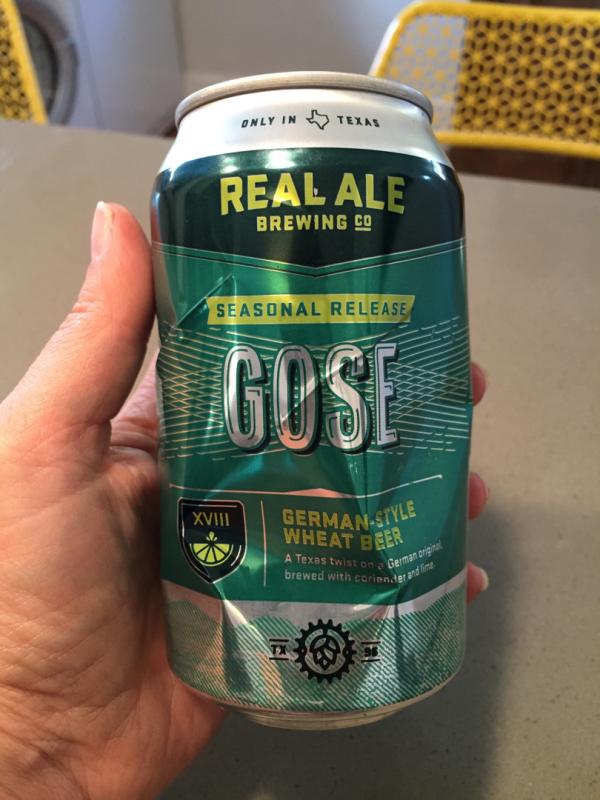 ONLY IN TEXAS
REAL ALE
BREWING CO
SEASONAL RELEASE
GOSE
XVIII
GERMAN-STYLE
WHEAT BEER
A Texas twist on a German original,
brewed with coriander and lime.
TX 96